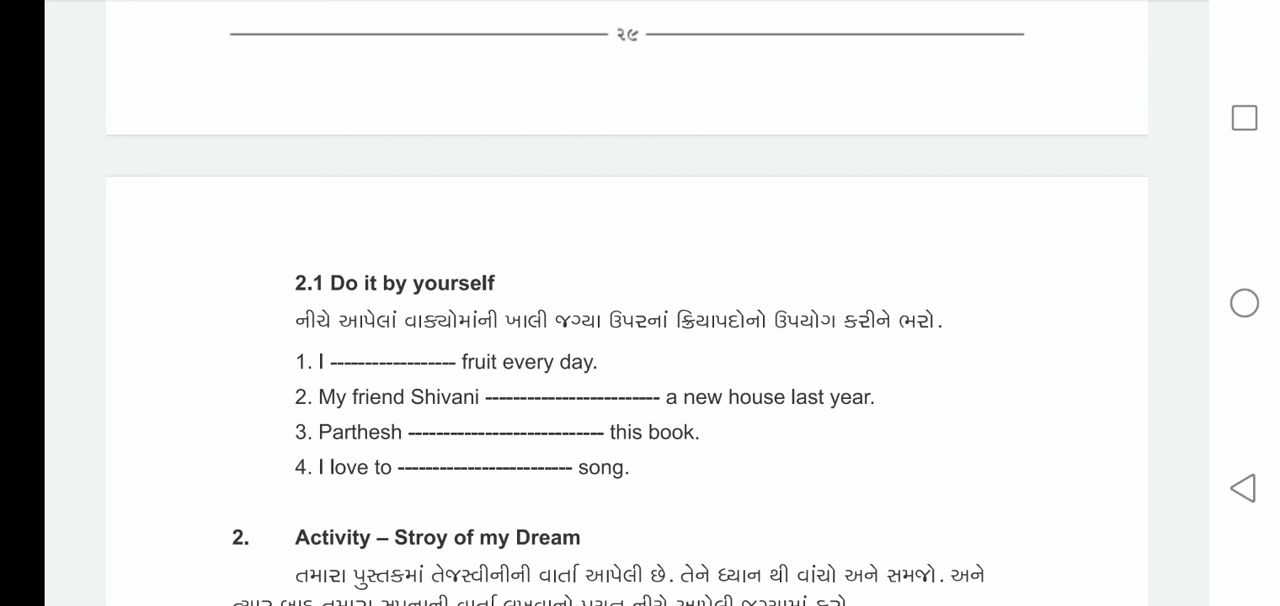 ૨૯
2.1 Do it by yourself
નીચે આપેલાં વાક્યોમાંની ખાલી જગ્યા ઉપરનાં ક્રિયાપદોનો ઉપયોગ કરીને ભરો.
1. I ------------------ fruit every day.
2. My friend Shivani ------------------------- a new house last year.
3. Parthesh ---------------------------- this book.
4. I love to ------------------------- song.
2. Activity – Stroy of my Dream
તમારા પુસ્તકમાં તેજસ્વીનીની વાર્તા આપેલી છે. તેને ધ્યાન થી વાંચો અને સમજો. અને